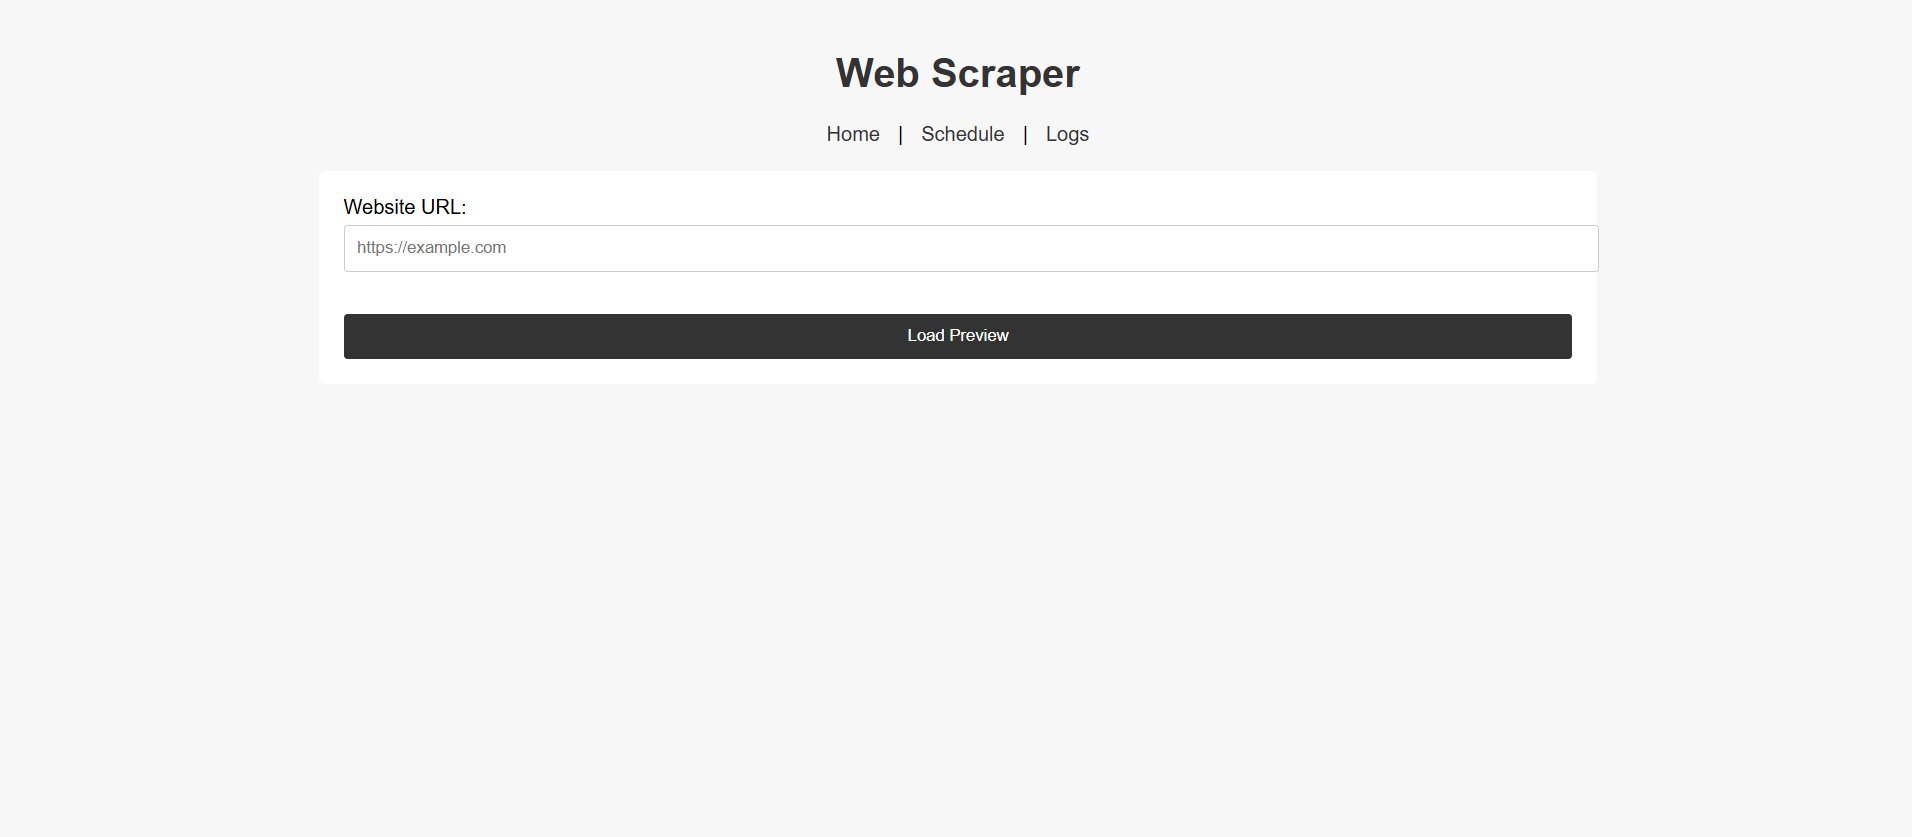 Web Scraper
Home | Schedule | Logs
Website URL:
https://example.com
Load Preview